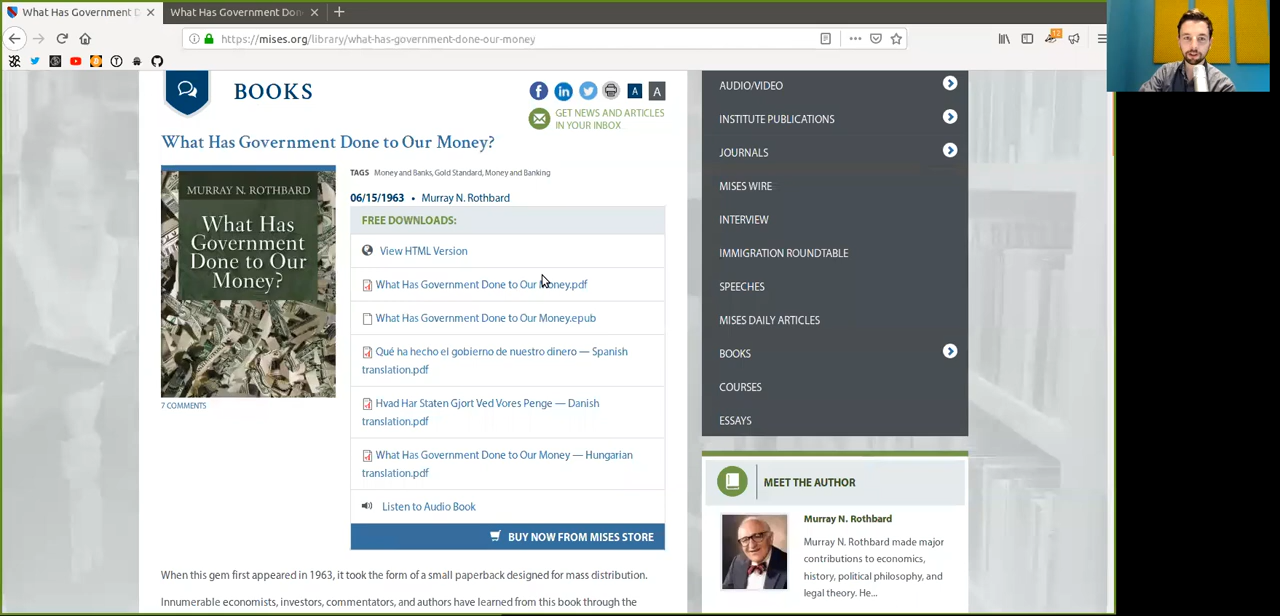 What Has Government D
What Has Government Don
https://mises.org/library/what-has-government-done-our-money
12
BOOKS
A A
GET NEWS AND ARTICLES
IN YOUR INBOX
What Has Government Done to Our Money?
MURRAY N. ROTHBARD
What Has
Government
Done to Our
Money?
7 COMMENTS
TAGS Money and Banks, Gold Standard, Money and Banking
06/15/1963 • Murray N. Rothbard
FREE DOWNLOADS:
View HTML Version
What Has Government Done to Our Money.pdf
What Has Government Done to Our Money.epub
Qué ha hecho el gobierno de nuestro dinero — Spanish
translation.pdf
Hvad Har Staten Gjort Ved Vores Penge — Danish
translation.pdf
What Has Government Done to Our Money — Hungarian
translation.pdf
Listen to Audio Book
BUY NOW FROM MISES STORE
When this gem first appeared in 1963, it took the form of a small paperback designed for mass distribution.
Innumerable economists, investors, commentators, and authors have learned from this book through the
AUDIO/VIDEO
INSTITUTE PUBLICATIONS
JOURNALS
MISES WIRE
INTERVIEW
IMMIGRATION ROUNDTABLE
SPEECHES
MISES DAILY ARTICLES
BOOKS
COURSES
ESSAYS
MEET THE AUTHOR
Murray N. Rothbard
Murray N. Rothbard made major
contributions to economics,
history, political philosophy, and
legal theory. He...